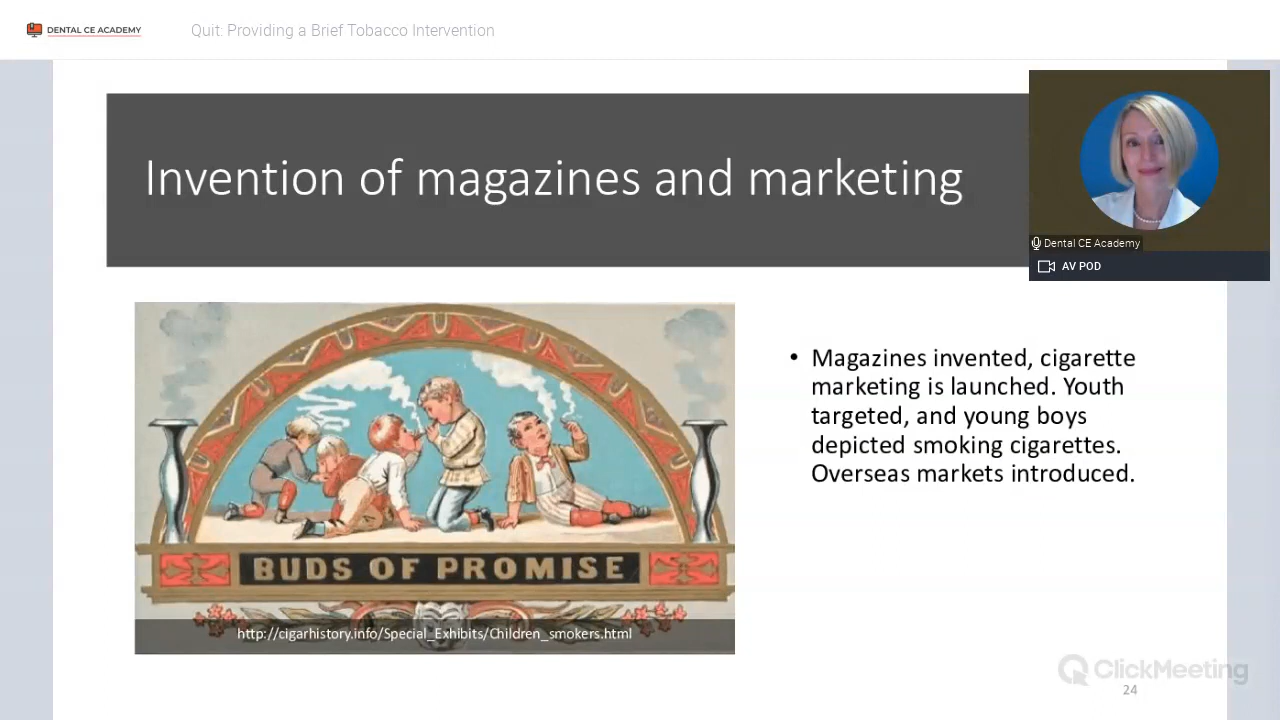 DENTAL CE ACADEMY
Quit: Providing a Brief Tobacco Intervention
Invention of magazines and marketing
Dental CE Academy
AV POD
• Magazines invented, cigarette
marketing is launched. Youth
targeted, and young boys
depicted smoking cigarettes.
Overseas markets introduced.
BUDS OF PROMISE
http://cigarhistory.info/Special_Exhibits/Children_smokers.html
ClickMeeting
24